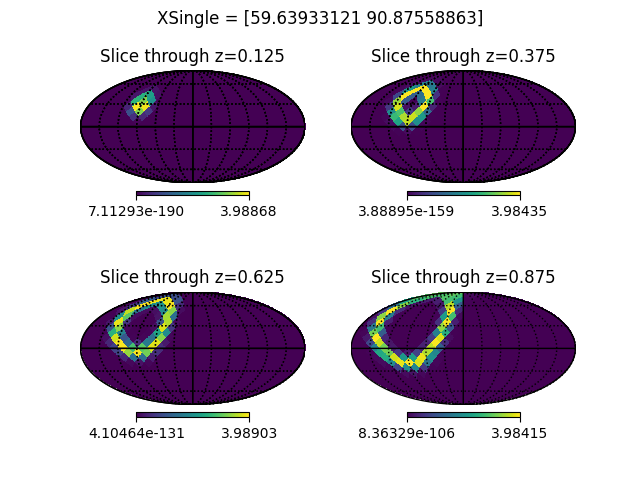 XSingle = [59.63933121 90.87558863]
Slice through z=0.125
Slice through z=0.375
7.11293e-190 3.98868
3.88895e-159 3.98435
Slice through z=0.625
Slice through z=0.875
4.10464e-131 3.98903
8.36329e-106 3.98415